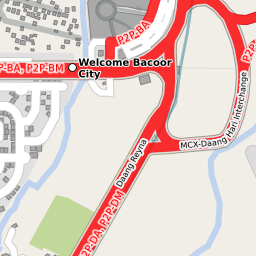 P2P-BA
Welcome Bacoor
City
P2P-BA, P2P-BM
MCX-Daang Hari Interchange
Daang Reyna
P2P-DA, P2P-DM